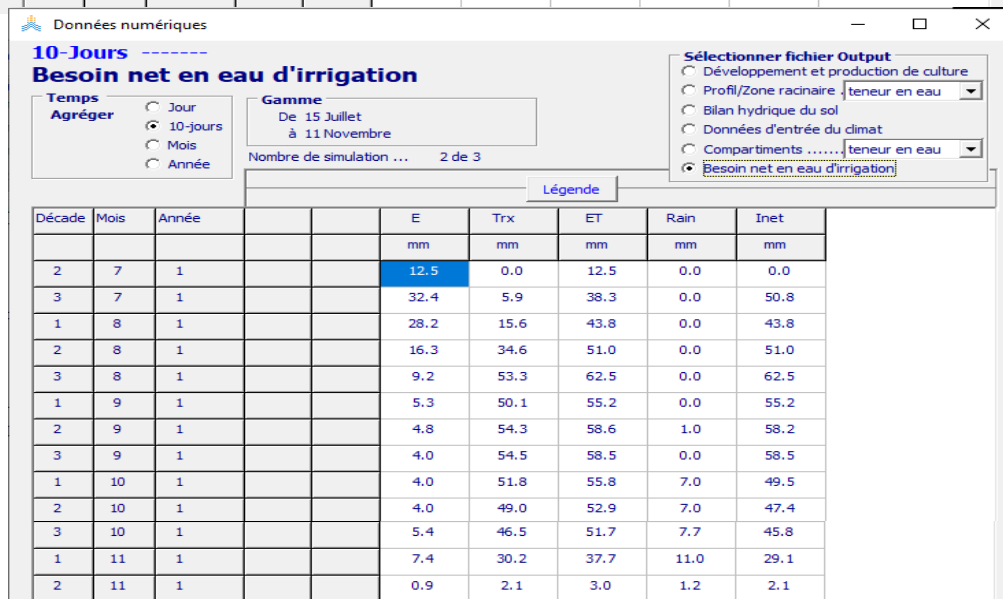 Données numériques
10-Jours -------
Besoin net en eau d'irrigation
Temps
Agréger
Jour
10-jours
Mois
Année
Gamme
De 15 Juillet
à 11 Novembre
Nombre de simulation ... 2 de 3
Sélectionner fichier Output
Développement et production de culture
Profil/Zone racinaire . teneur en eau
Bilan hydrique du sol
Données d'entrée du climat
Compartiments ....... teneur en eau
Besoin net en eau d'irrigation
Légende
Décade Mois Année E Trx ET Rain Inet
mm mm mm mm mm
2 7 1 12.5 0.0 12.5 0.0 0.0
3 7 1 32.4 5.9 38.3 0.0 50.8
1 8 1 28.2 15.6 43.8 0.0 43.8
2 8 1 16.3 34.6 51.0 0.0 51.0
3 8 1 9.2 53.3 62.5 0.0 62.5
1 9 1 5.3 50.1 55.2 0.0 55.2
2 9 1 4.8 54.3 58.6 1.0 58.2
3 9 1 4.0 54.5 58.5 0.0 58.5
1 10 1 4.0 51.8 55.8 7.0 49.5
2 10 1 4.0 49.0 52.9 7.0 47.4
3 10 1 5.4 46.5 51.7 7.7 45.8
1 11 1 7.4 30.2 37.7 11.0 29.1
2 11 1 0.9 2.1 3.0 1.2 2.1